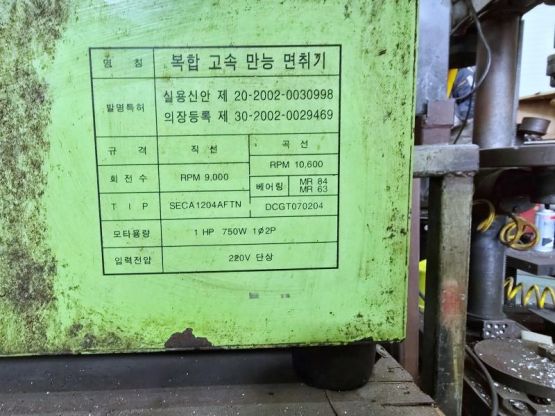 명 칭 복합 고속 만능 면취기
발명특허 실용신안 제 20-2002-0030998
의장등록 제 30-2002-0029469
규 격 직 선 곡 선
회 전 수 RPM 9,000 RPM 10,600
베어링 MR 84
MR 63
T I P SECA1204AFTN DCGT070204
모타용량 1 HP 750W 1∮2P
입력전압 220V 단상